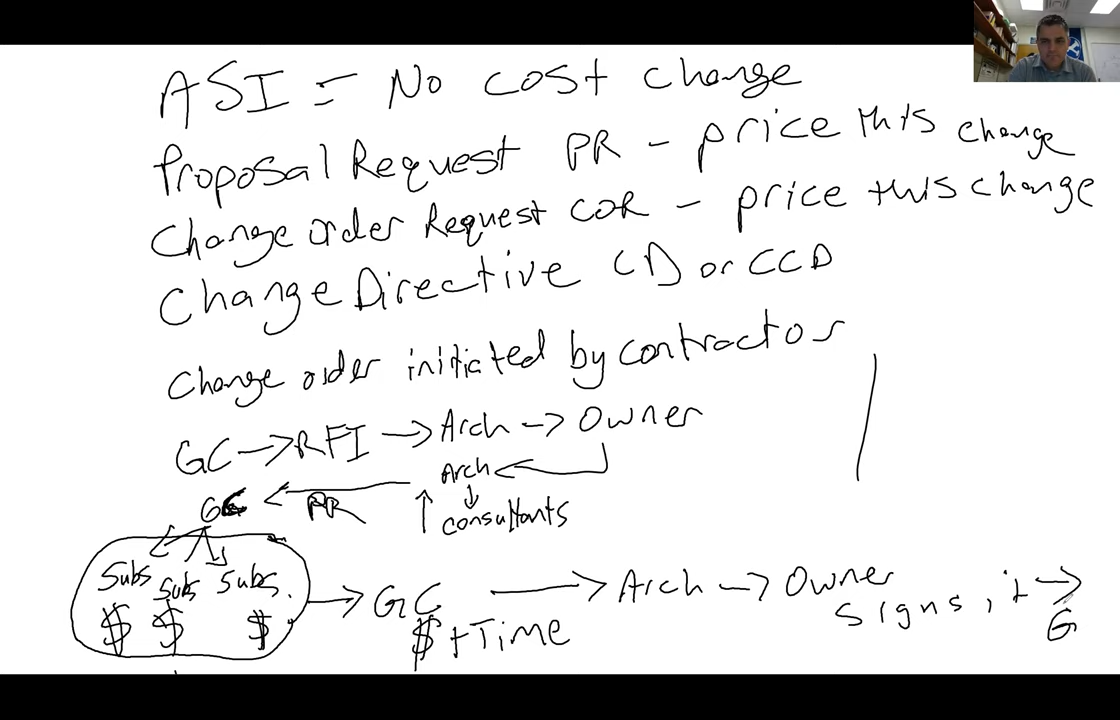 ASI = No cost change
Proposal Request PR - price this change
Change order Request COR - price this change
Change Directive CD or CCD
Change order initiated by contractor
GC -> RFI -> Arch -> Owner
Arch
GC <- PR
consultants
Subs Subs Subs
$ $ $
-> GC -> Arch -> Owner
$ + Time
signs, it ->
G